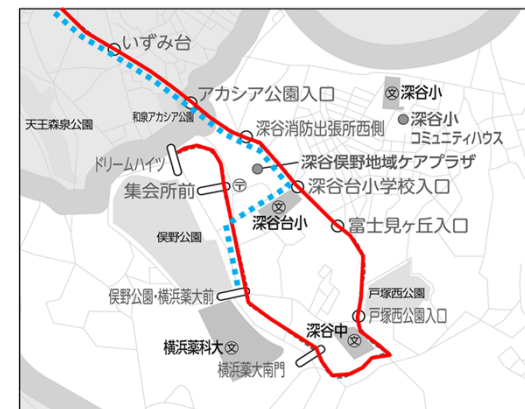 いずみ台
アカシア公園入口
和泉アカシア公園
天王森泉公園
深谷小
深谷小
コミュニティハウス
深谷消防出張所西側
ドリームハイツ
深谷俣野地域ケアプラザ
集会所前
〒
深谷台小学校入口
文
深谷台小
富士見ヶ丘入口
俣野公園
戸塚西公園
俣野公園・横浜薬大前
戸塚西公園入口
深谷中
文
横浜薬科大
文
横浜薬大南門
文